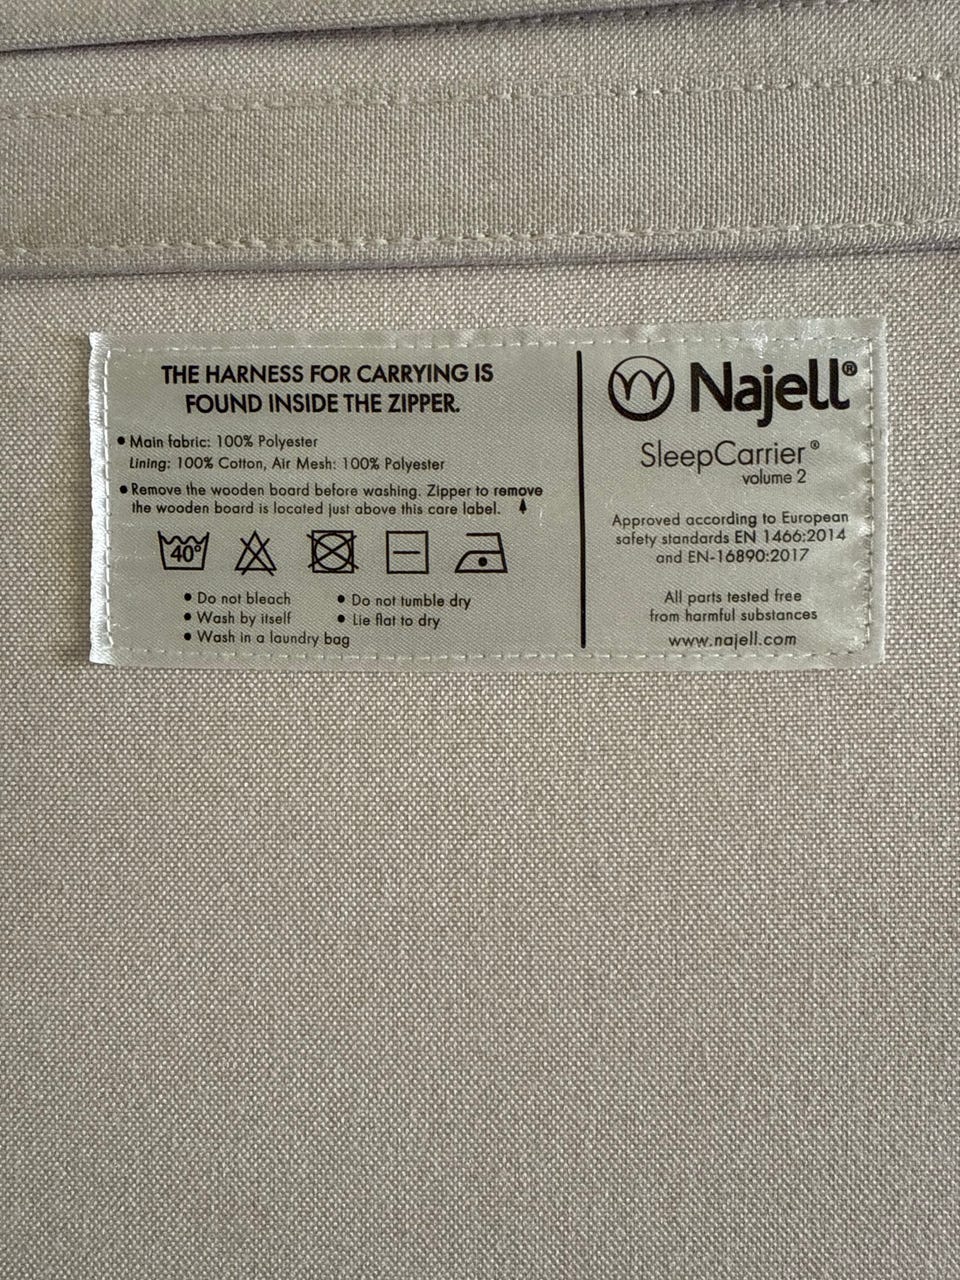 THE HARNESS FOR CARRYING IS
FOUND INSIDE THE ZIPPER.
• Main fabric: 100% Polyester
Lining: 100% Cotton, Air Mesh: 100% Polyester
• Remove the wooden board before washing. Zipper to remove
the wooden board is located just above this care label.
40°
• Do not bleach
• Wash by itself
• Wash in a laundry bag
• Do not tumble dry
• Lie flat to dry
Najell®
SleepCarrier®
volume 2
Approved according to European
safety standards EN 1466:2014
and EN-16890:2017
All parts tested free
from harmful substances
www.najell.com